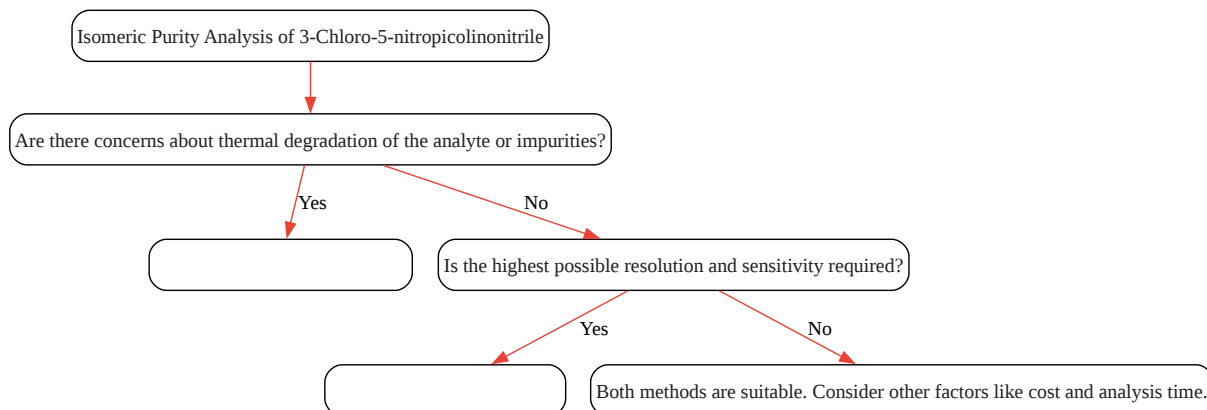 Isomeric Purity Analysis of 3-Chloro-5-nitropicolinonitrile
Are there concerns about thermal degradation of the analyte or impurities?
Yes
No
Is the highest possible resolution and sensitivity required?
Yes
No
Both methods are suitable. Consider other factors like cost and analysis time.